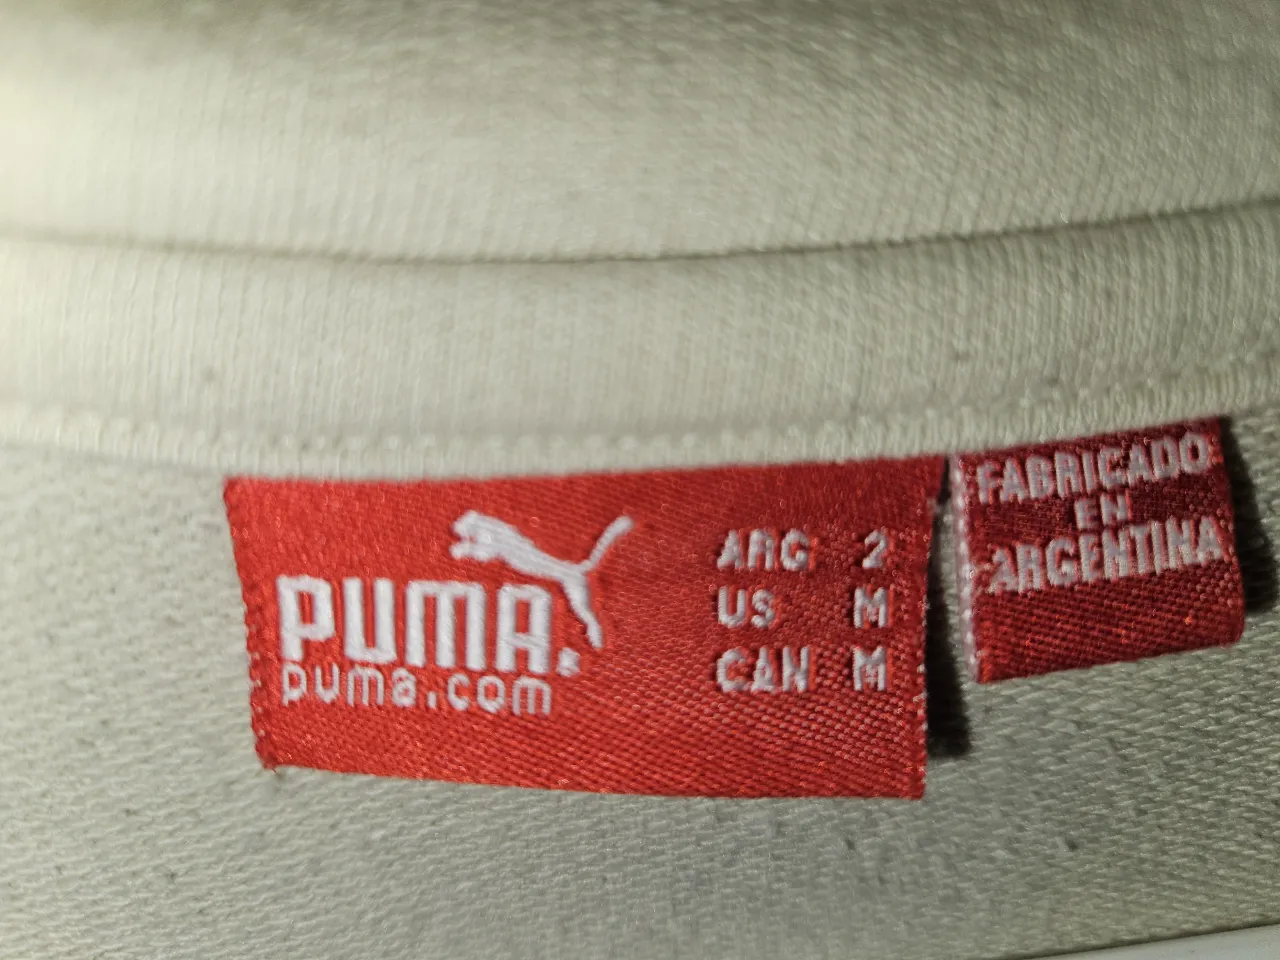 PUMA®
puma.com
ARG 2
US M
CAN M
FABRICADO
EN
ARGENTINA